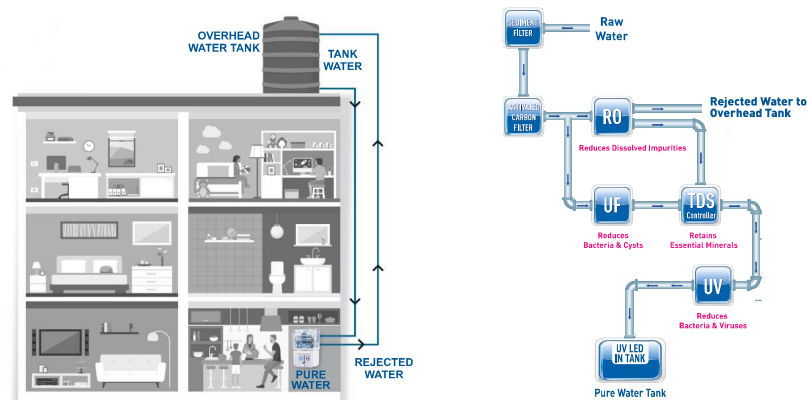 OVERHEAD
WATER TANK
TANK
WATER
REJECTED
WATER
PURE
WATER
Raw
Water
SEDIMENT
FILTER
ACTIVATED
CARBON
FILTER
RO
Reduces Dissolved Impurities
Rejected Water to
Overhead Tank
UF
Reduces
Bacteria & Cysts
TDS
Controller
Retains
Essential Minerals
UV
Reduces
Bacteria & Viruses
UV LED
IN TANK
Pure Water Tank